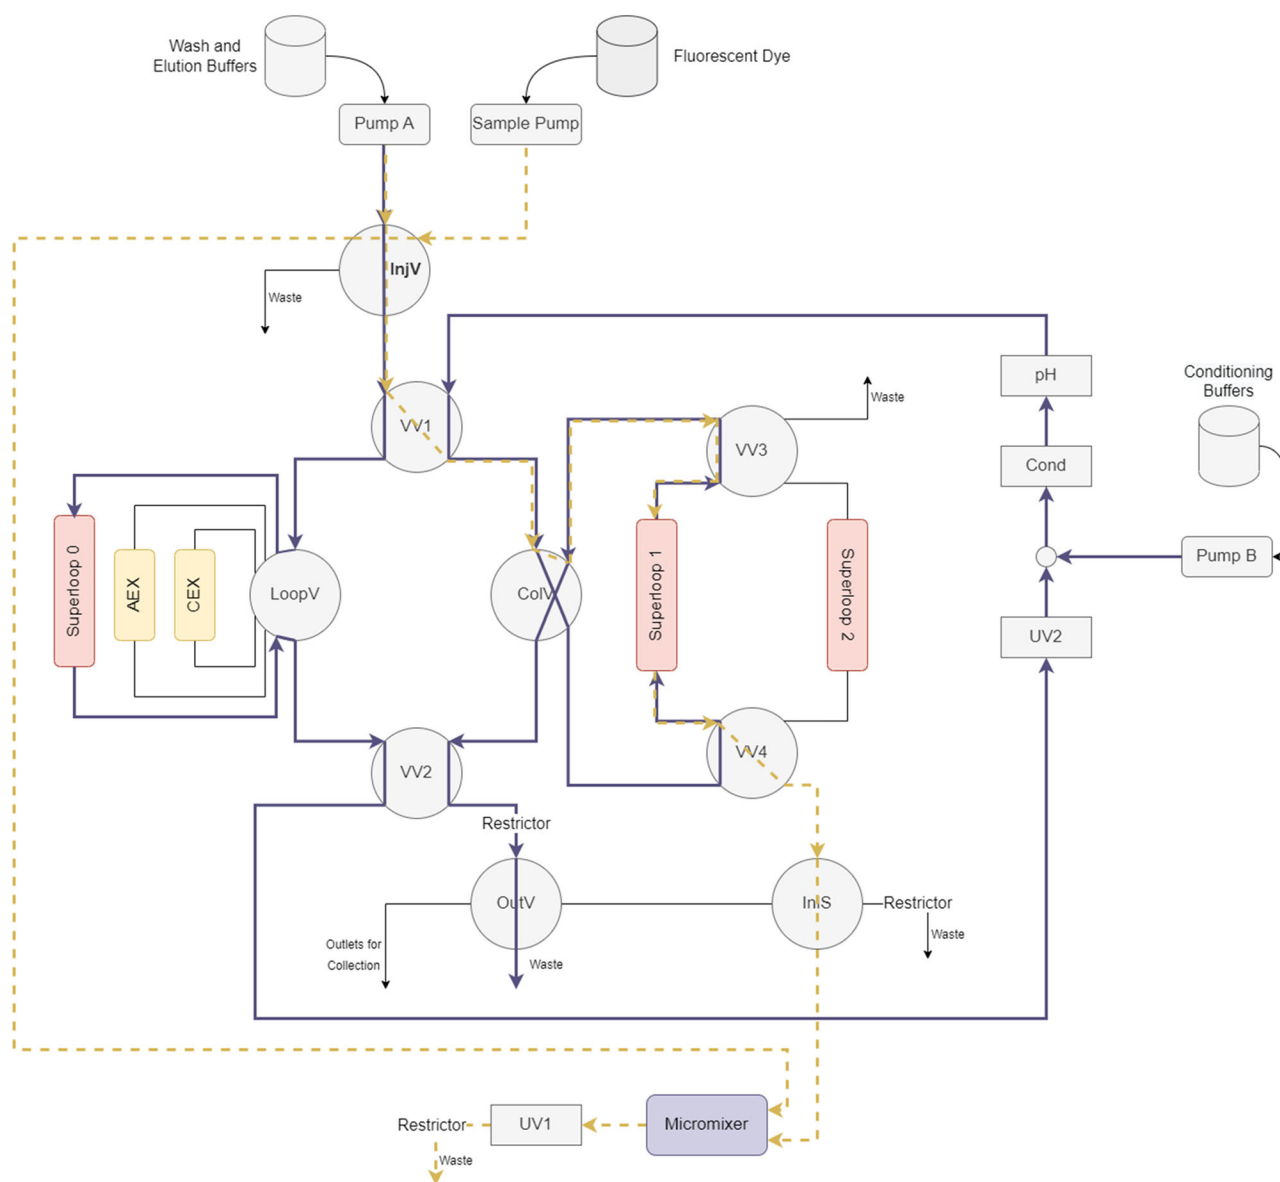 Wash and
Elution Buffers
Fluorescent Dye
Pump A
Sample Pump
InjV
Waste
pH
Conditioning
Buffers
Waste
VV1
VV3
Cond
Superloop 0
AEX
CEX
LoopV
ColV
Superloop 1
Superloop 2
Pump B
UV2
VV2
VV4
Restrictor
OutV
InlS
Restrictor
Waste
Outlets for
Collection
Waste
Micromixer
UV1
Restrictor
Waste